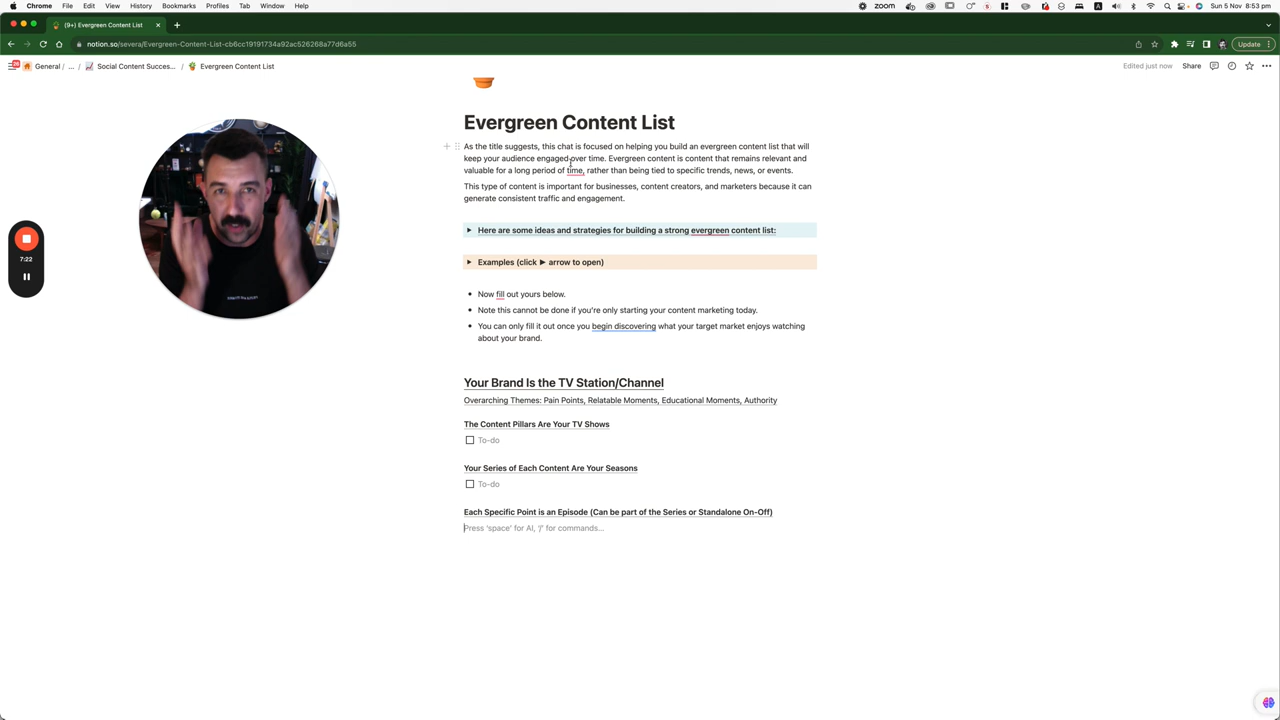 Chrome File Edit View History Bookmarks Profiles Tab Window Help zoom A Sun 5 Nov 8:53 pm
(9+) Evergreen Content List
notion.so/severa/Evergreen-Content-List-cb6cc19191734a92ac526268a77d6a55 Update
General / ... / Social Content Succes... / Evergreen Content List Edited just now Share
Evergreen Content List
As the title suggests, this chat is focused on helping you build an evergreen content list that will
keep your audience engaged over time. Evergreen content is content that remains relevant and
valuable for a long period of time, rather than being tied to specific trends, news, or events.
This type of content is important for businesses, content creators, and marketers because it can
generate consistent traffic and engagement.
Here are some ideas and strategies for building a strong evergreen content list:
Examples (click ▶ arrow to open)
7:22
• Now fill out yours below.
• Note this cannot be done if you're only starting your content marketing today.
• You can only fill it out once you begin discovering what your target market enjoys watching
about your brand.
Your Brand Is the TV Station/Channel
Overarching Themes: Pain Points, Relatable Moments, Educational Moments, Authority
The Content Pillars Are Your TV Shows
To-do
Your Series of Each Content Are Your Seasons
To-do
Each Specific Point is an Episode (Can be part of the Series or Standalone On-Off)
Press 'space' for AI, '/' for commands...